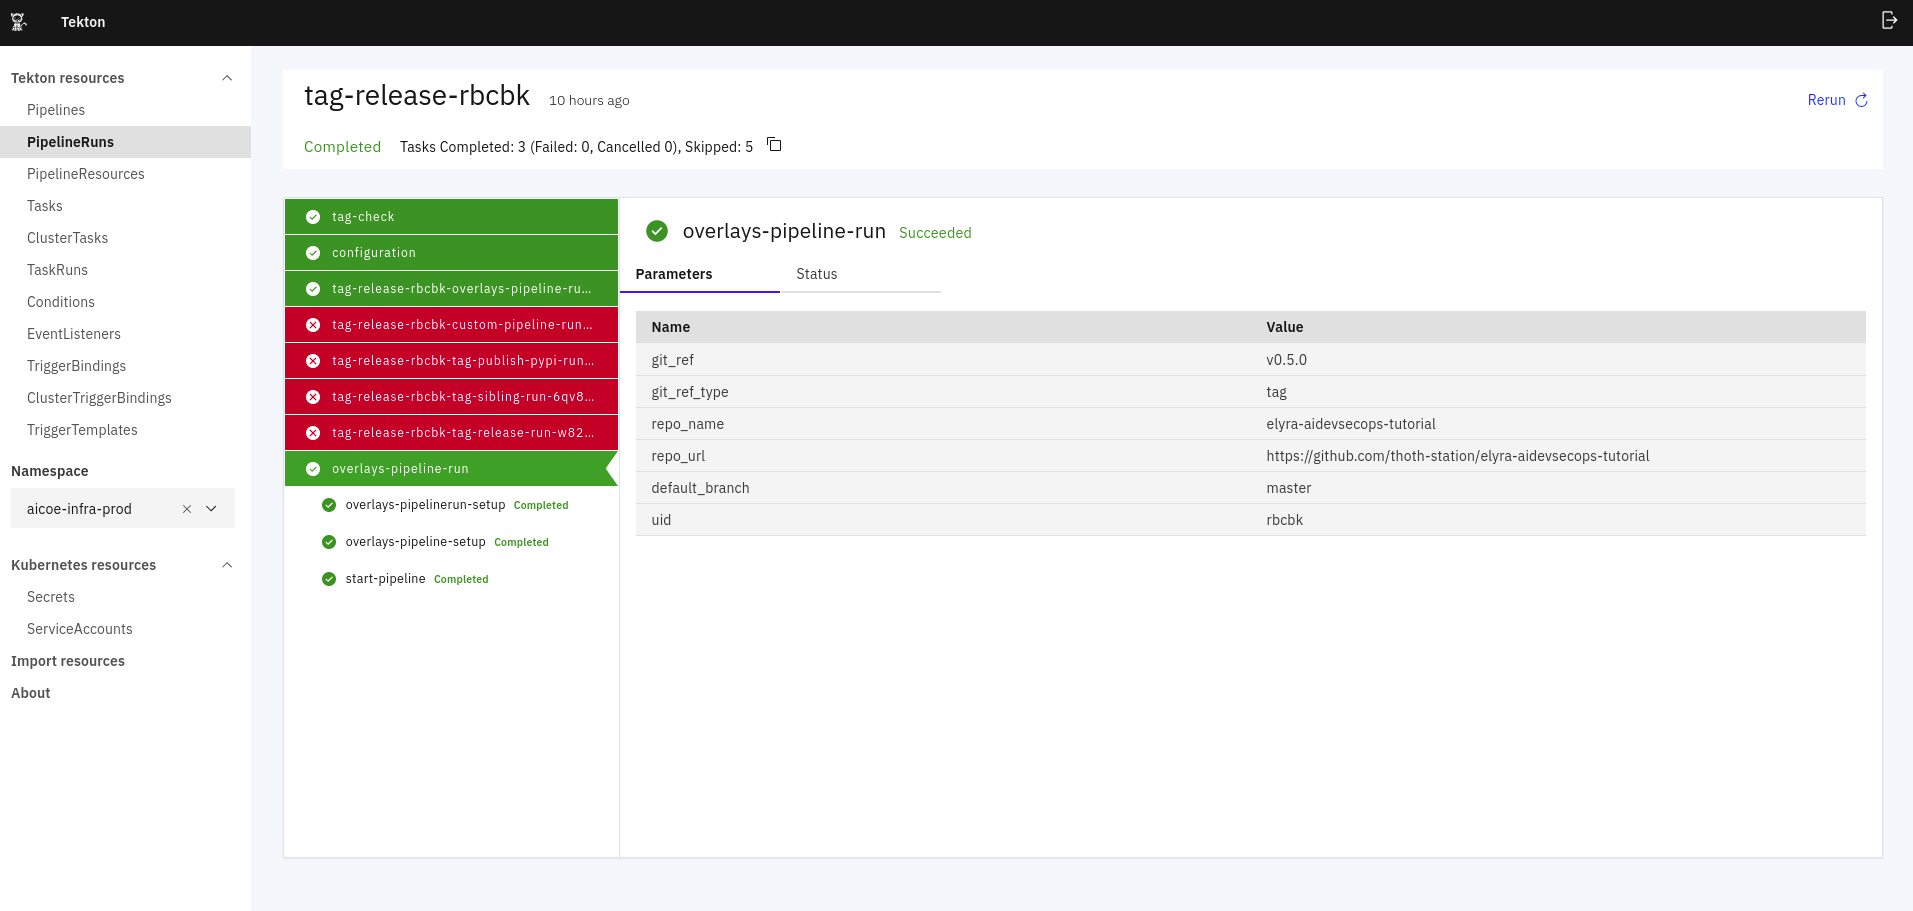 Tekton
Tekton resources
Pipelines
PipelineRuns
PipelineResources
Tasks
ClusterTasks
TaskRuns
Conditions
EventListeners
TriggerBindings
ClusterTriggerBindings
TriggerTemplates
Namespace
aicoe-infra-prod
Kubernetes resources
Secrets
ServiceAccounts
Import resources
About
tag-release-rbcbk 10 hours ago
Rerun
Completed Tasks Completed: 3 (Failed: 0, Cancelled 0), Skipped: 5
tag-check
configuration
tag-release-rbcbk-overlays-pipeline-ru...
tag-release-rbcbk-custom-pipeline-run...
tag-release-rbcbk-tag-publish-pypi-run...
tag-release-rbcbk-tag-sibling-run-6qv8...
tag-release-rbcbk-tag-release-run-w82...
overlays-pipeline-run
overlays-pipelinerun-setup Completed
overlays-pipeline-setup Completed
start-pipeline Completed
overlays-pipeline-run Succeeded
Parameters Status
Name Value
git_ref v0.5.0
git_ref_type tag
repo_name elyra-aidevsecops-tutorial
repo_url https://github.com/thoth-station/elyra-aidevsecops-tutorial
default_branch master
uid rbcbk